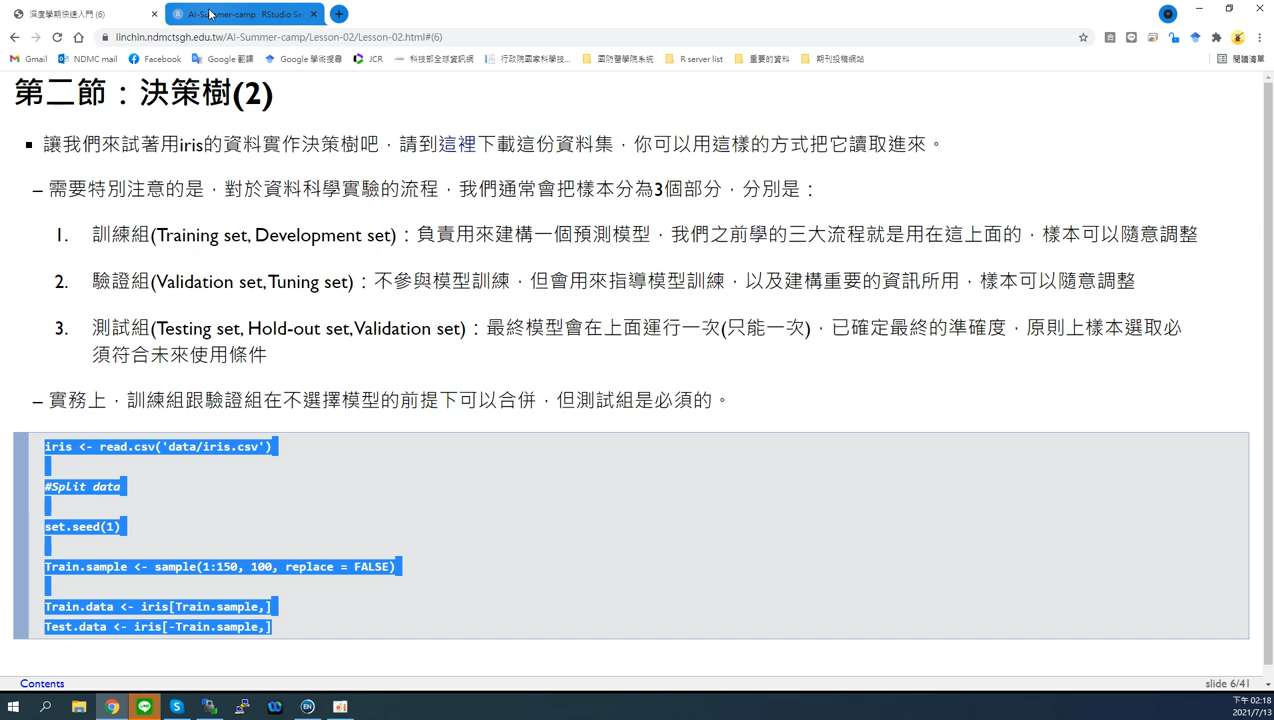 深度學期快速入門 (6)
AI-Summer-camp - RStudio Se
linchin.ndmctsgh.edu.tw/AI-Summer-camp/Lesson-02/Lesson-02.html#(6)
Gmail NDMC mail Facebook Google 翻譯 Google 學術搜尋 JCR 科技部全球資訊網 行政院國家科學技... 國防醫學院系統 R server list 重要的資料 期刊投稿網站 閱讀清單
第二節：決策樹(2)
讓我們來試著用iris的資料實作決策樹吧，請到這裡下載這份資料集，你可以用這樣的方式把它讀取進來。
– 需要特別注意的是，對於資料科學實驗的流程，我們通常會把樣本分為3個部分，分別是：
1. 訓練組(Training set, Development set)：負責用來建構一個預測模型，我們之前學的三大流程就是用在這上面的，樣本可以隨意調整
2. 驗證組(Validation set, Tuning set)：不參與模型訓練，但會用來指導模型訓練，以及建構重要的資訊所用，樣本可以隨意調整
3. 測試組(Testing set, Hold-out set, Validation set)：最終模型會在上面運行一次(只能一次)，已確定最終的準確度，原則上樣本選取必
須符合未來使用條件
– 實務上，訓練組跟驗證組在不選擇模型的前提下可以合併，但測試組是必須的。
iris <- read.csv('data/iris.csv')
#Split data
set.seed(1)
Train.sample <- sample(1:150, 100, replace = FALSE)
Train.data <- iris[Train.sample,]
Test.data <- iris[-Train.sample,]
Contents
slide 6/41
下午 02:18
2021/7/13